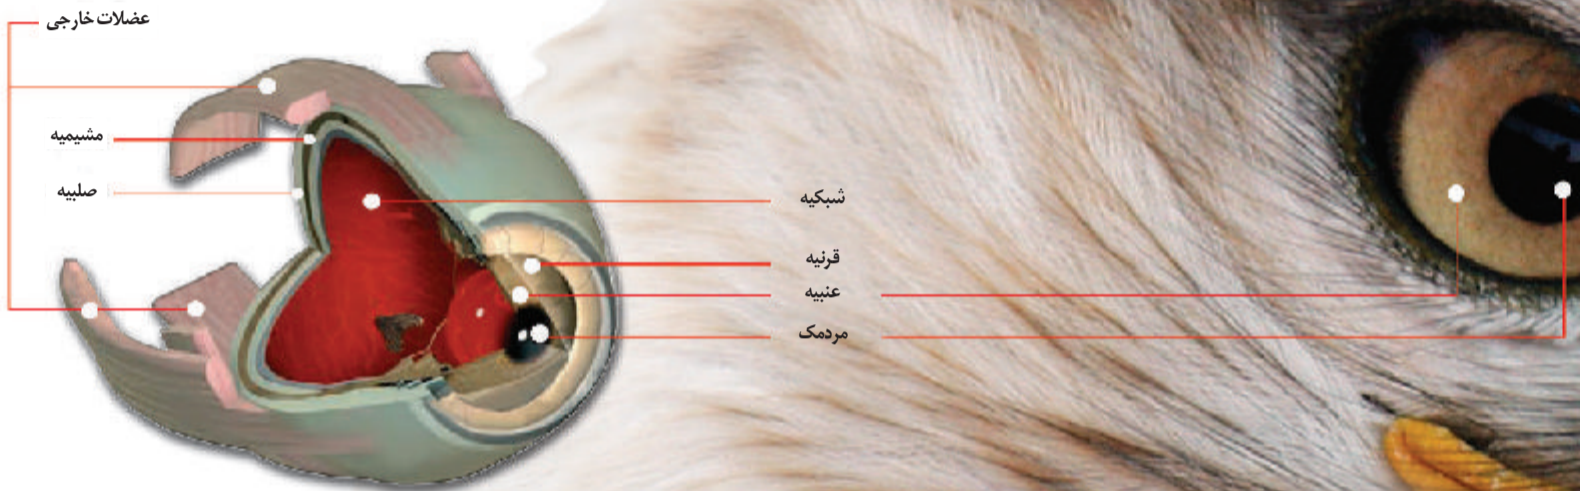 عضلات خارجی
مشیمیه
صلبیه
شبکیه
قرنیه
عنبیه
مردمک